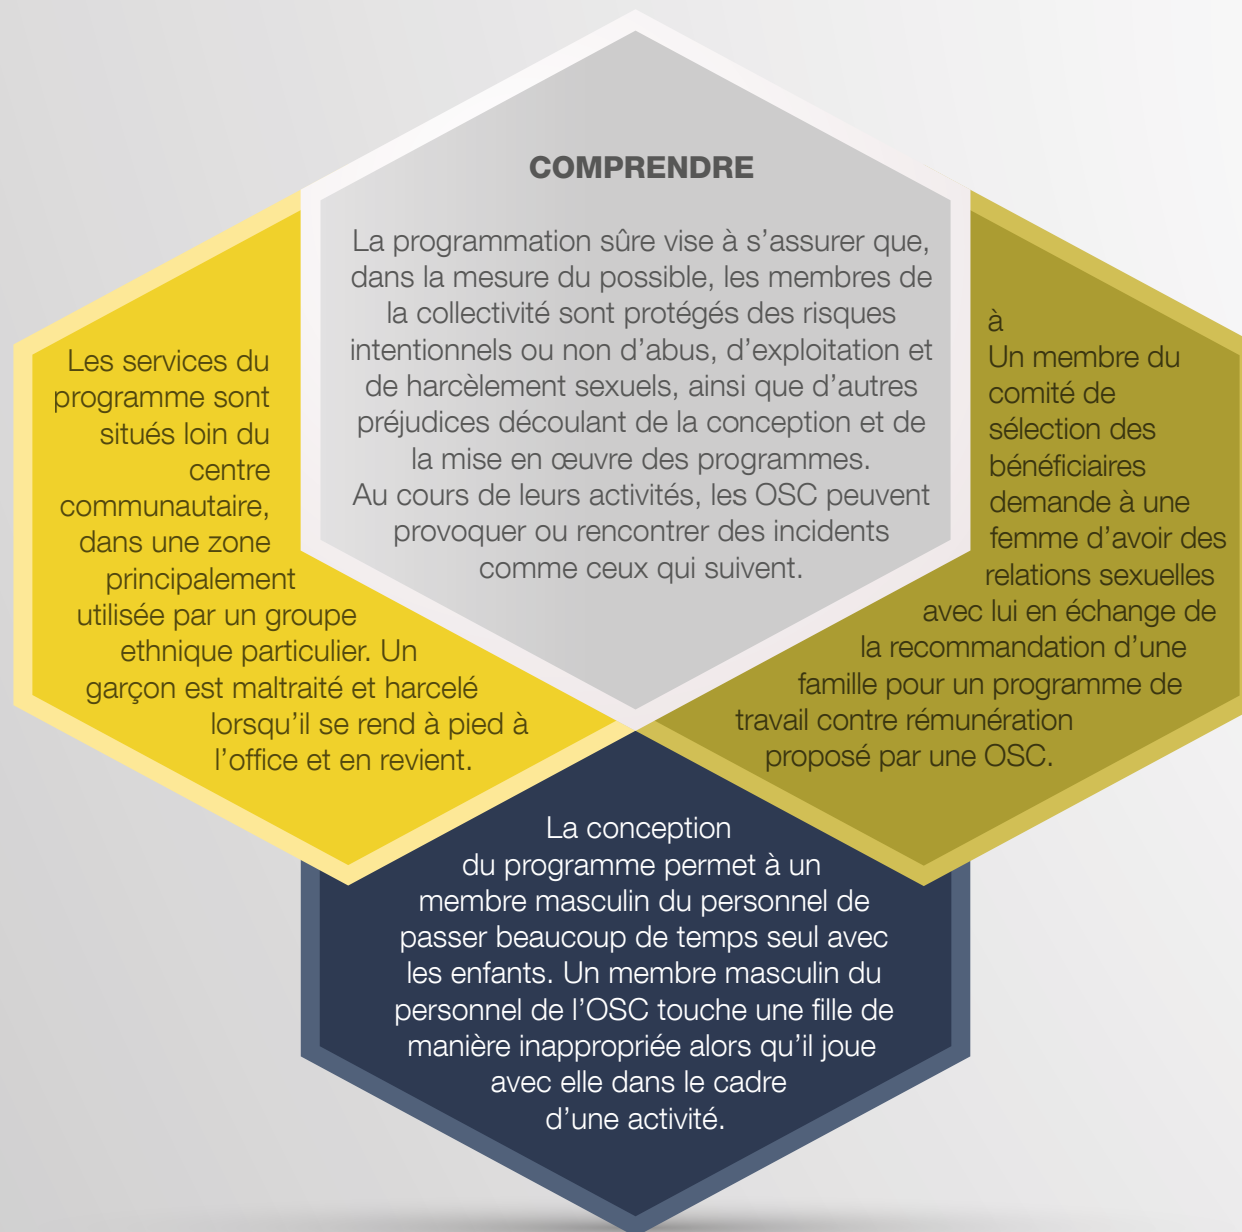 COMPRENDRE
La programmation sûre vise à s’assurer que,
dans la mesure du possible, les membres de
la collectivité sont protégés des risques
intentionnels ou non d’abus, d’exploitation et
de harcèlement sexuels, ainsi que d’autres
préjudices découlant de la conception et de
la mise en œuvre des programmes.
Au cours de leurs activités, les OSC peuvent
provoquer ou rencontrer des incidents
comme ceux qui suivent.
Les services du
programme sont
situés loin du
centre
communautaire,
dans une zone
principalement
utilisée par un groupe
ethnique particulier. Un
garçon est maltraité et harcelé
lorsqu’il se rend à pied à
l’office et en revient.
à
Un membre du
comité de
sélection des
bénéficiaires
demande à une
femme d’avoir des
relations sexuelles
avec lui en échange de
la recommandation d’une
famille pour un programme de
travail contre rémunération
proposé par une OSC.
La conception
du programme permet à un
membre masculin du personnel de
passer beaucoup de temps seul avec
les enfants. Un membre masculin du
personnel de l’OSC touche une fille de
manière inappropriée alors qu’il joue
avec elle dans le cadre
d’une activité.